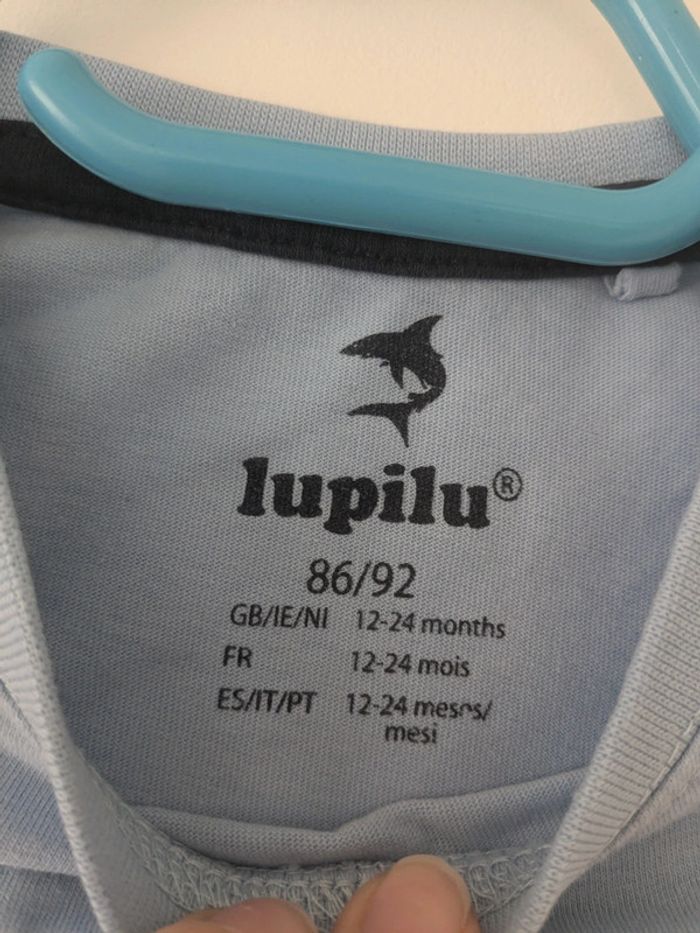 lupilu®
86/92
GB/IE/NI 12-24 months
FR 12-24 mois
ES/IT/PT 12-24 meses/
mesi